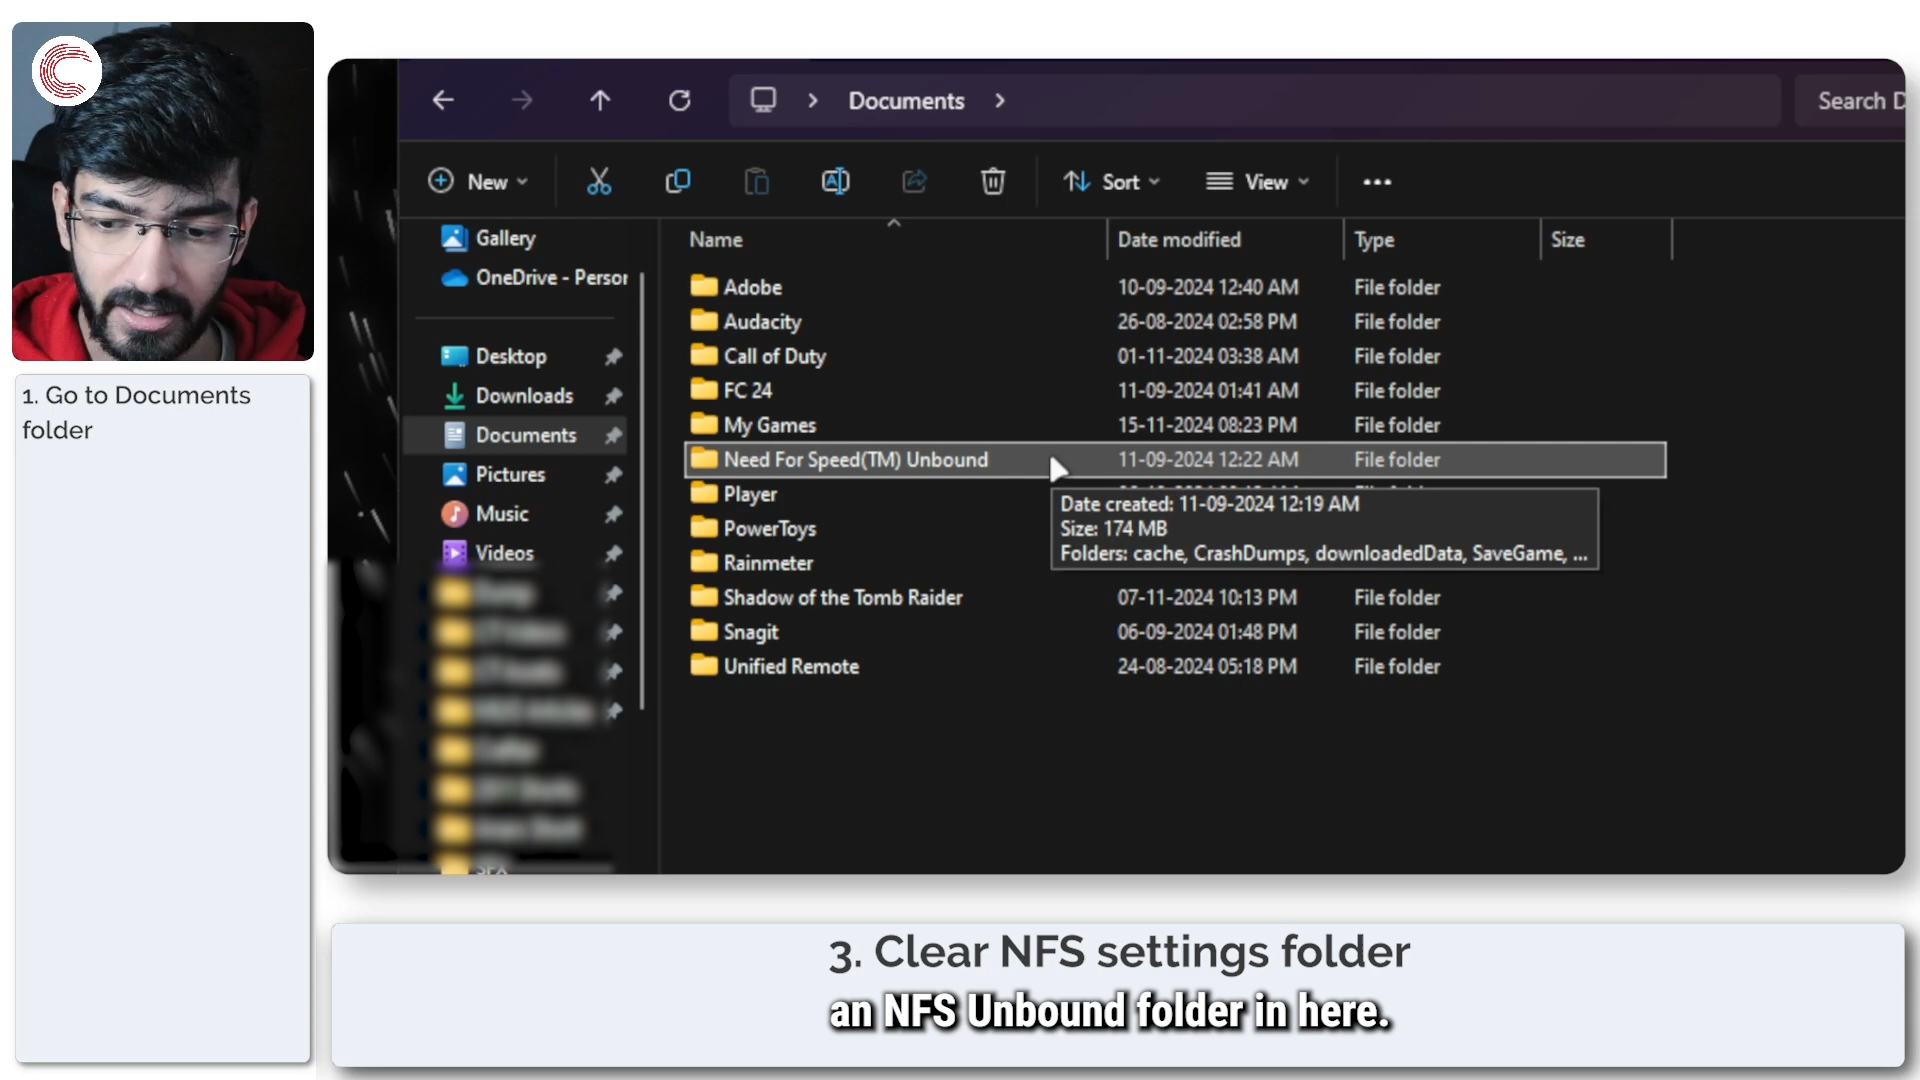 1. Go to Documents
folder
Documents
Search D
New
Sort
View
Gallery
OneDrive - Person
Desktop
Downloads
Documents
Pictures
Music
Videos
Name Date modified Type Size
Adobe 10-09-2024 12:40 AM File folder
Audacity 26-08-2024 02:58 PM File folder
Call of Duty 01-11-2024 03:38 AM File folder
FC 24 11-09-2024 01:41 AM File folder
My Games 15-11-2024 08:23 PM File folder
Need For Speed(TM) Unbound 11-09-2024 12:22 AM File folder
Player
PowerToys
Rainmeter
Date created: 11-09-2024 12:19 AM
Size: 174 MB
Folders: cache, CrashDumps, downloadedData, SaveGame, ...
Shadow of the Tomb Raider 07-11-2024 10:13 PM File folder
Snagit 06-09-2024 01:48 PM File folder
Unified Remote 24-08-2024 05:18 PM File folder
3. Clear NFS settings folder
an NFS Unbound folder in here.